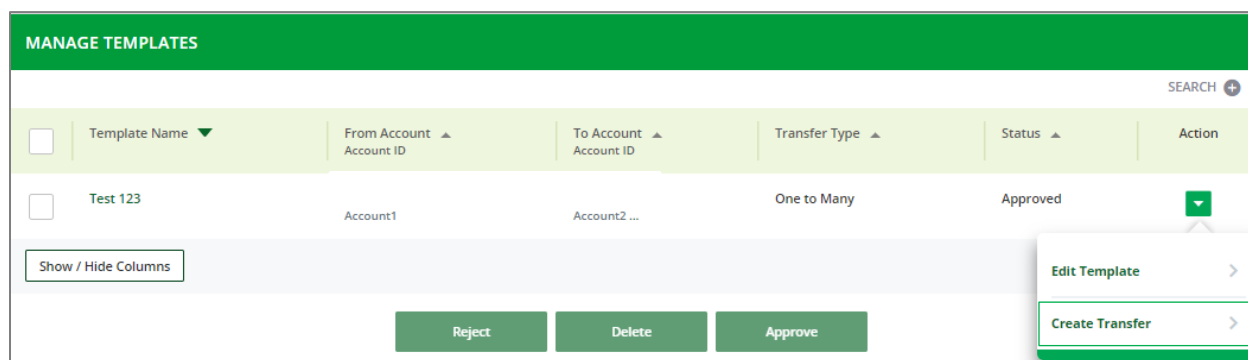 MANAGE TEMPLATES
SEARCH
Template Name
From Account
Account ID
To Account
Account ID
Transfer Type
Status
Action
Test 123
Account1
Account2 ...
One to Many
Approved
Show / Hide Columns
Edit Template
Create Transfer
Reject
Delete
Approve